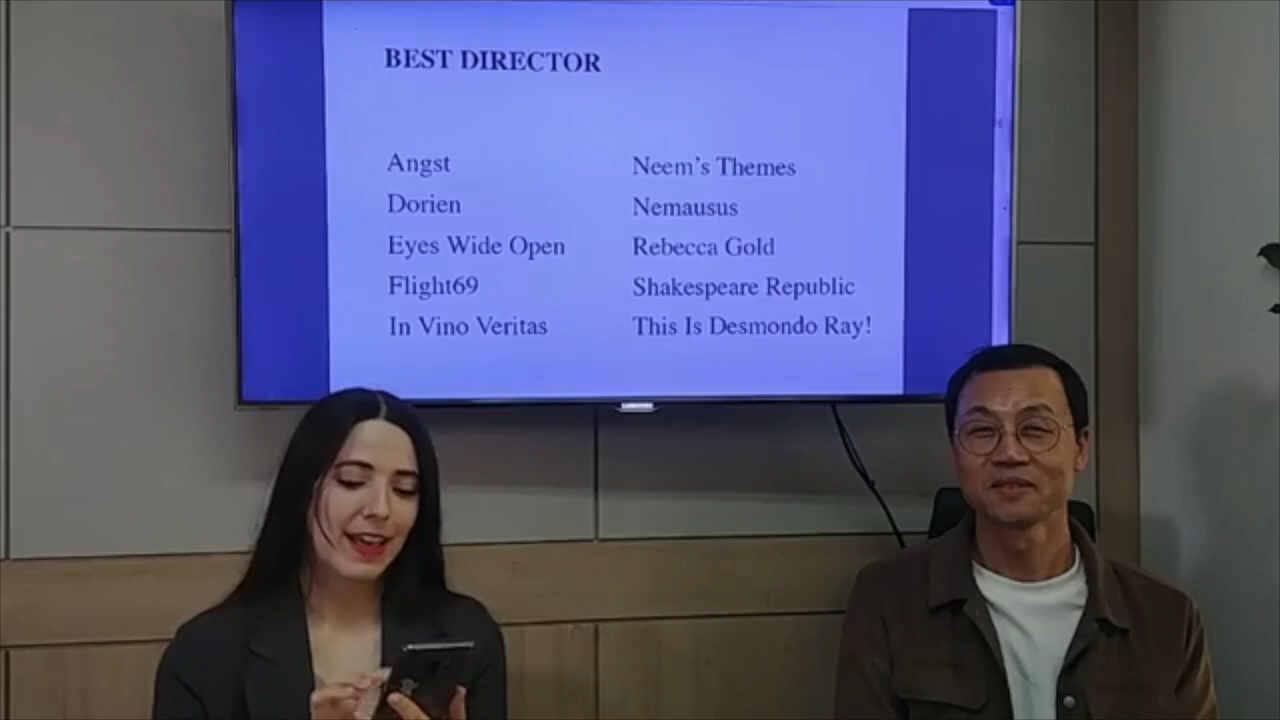 BEST DIRECTOR
Angst
Dorien
Eyes Wide Open
Flight69
In Vino Veritas
Neem's Themes
Nemausus
Rebecca Gold
Shakespeare Republic
This Is Desmondo Ray!